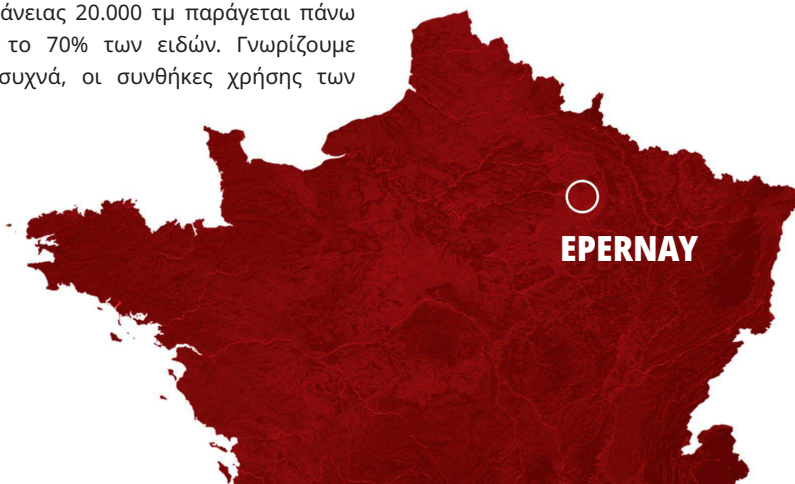 άνειας 20.000 τμ παράγεται πάνω
το 70% των ειδών. Γνωρίζουμε
συχνά, οι συνθήκες χρήσης των
EPERNAY